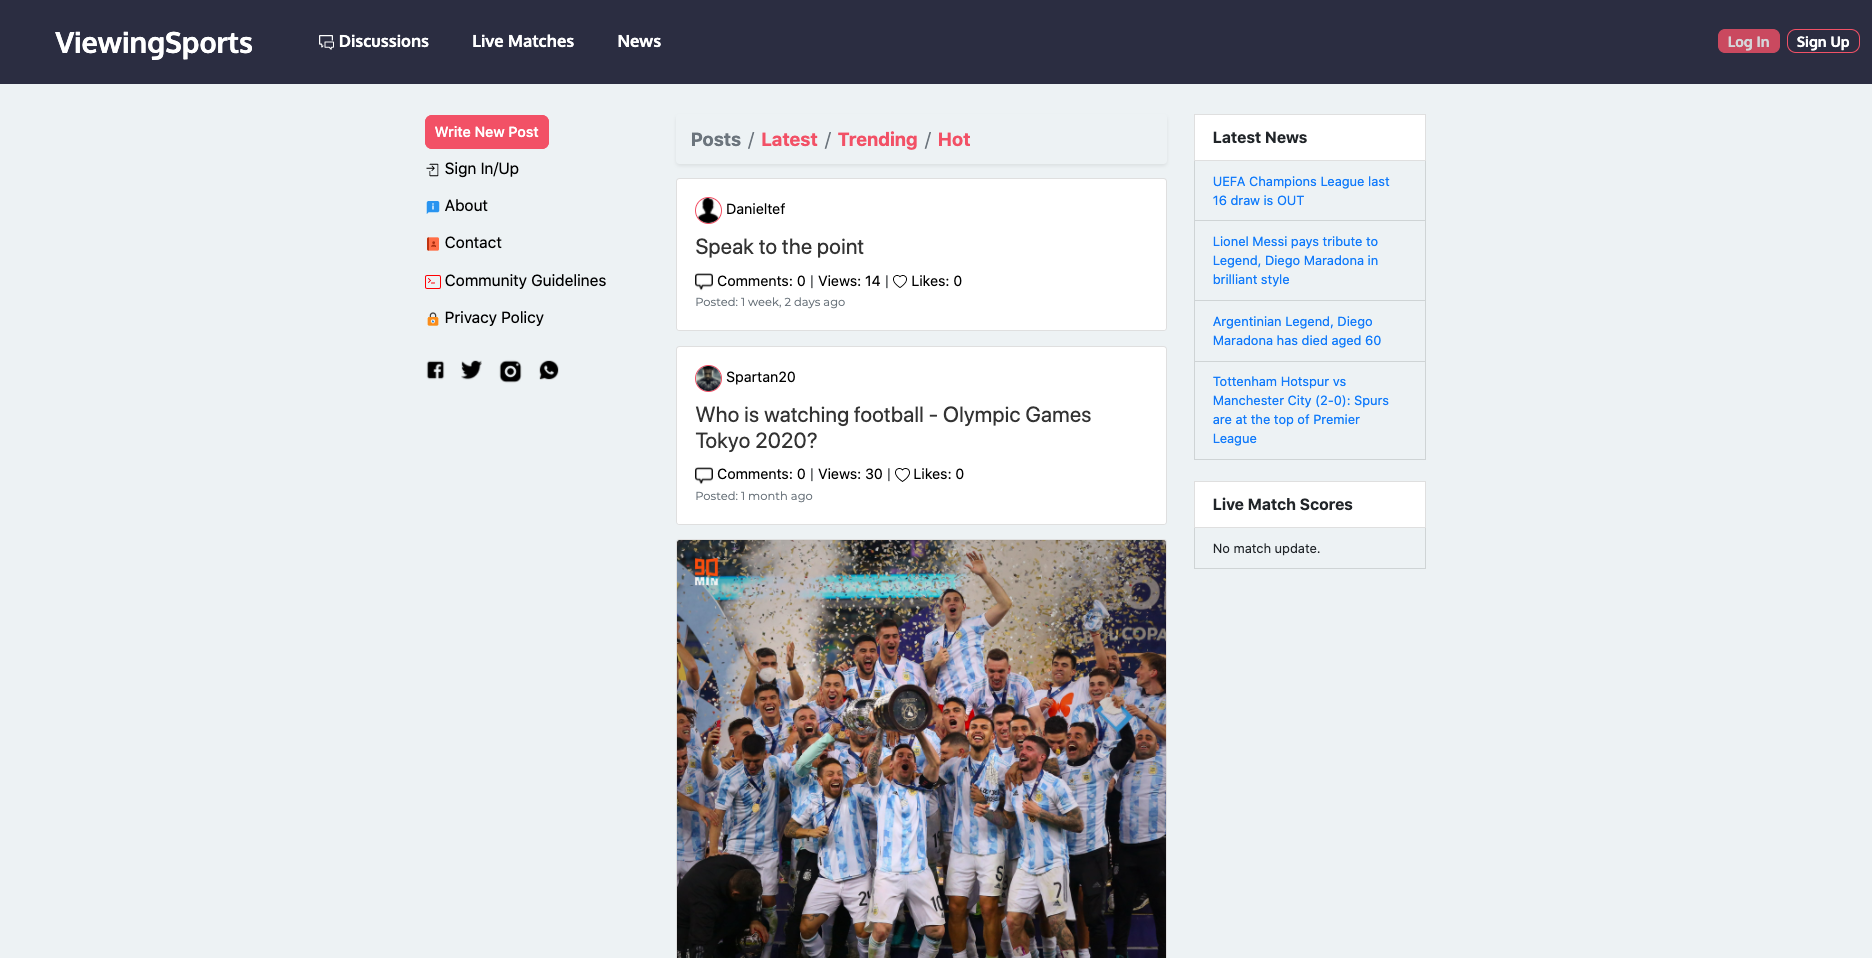 ViewingSports
Discussions
Live Matches
News
Log In
Sign Up
Write New Post
Sign In/Up
About
Contact
Community Guidelines
Privacy Policy
Posts / Latest / Trending / Hot
Danieltef
Speak to the point
Comments: 0 | Views: 14 | Likes: 0
Posted: 1 week, 2 days ago
Spartan20
Who is watching football - Olympic Games
Tokyo 2020?
Comments: 0 | Views: 30 | Likes: 0
Posted: 1 month ago
90
MIN
COPA
24
10
S
7
Latest News
UEFA Champions League last
16 draw is OUT
Lionel Messi pays tribute to
Legend, Diego Maradona in
brilliant style
Argentinian Legend, Diego
Maradona has died aged 60
Tottenham Hotspur vs
Manchester City (2-0): Spurs
are at the top of Premier
League
Live Match Scores
No match update.